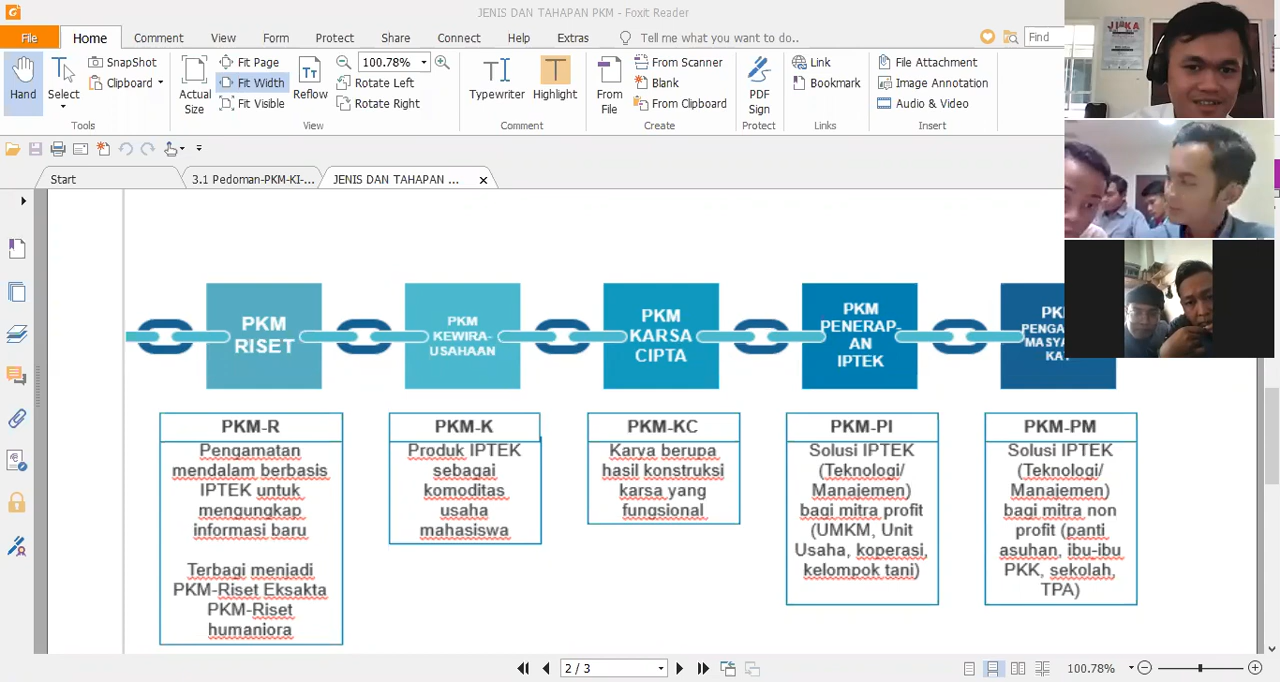 JENIS DAN TAHAPAN PKM - Foxit Reader
File Home Comment View Form Protect Share Connect Help Extras Tell me what you want to do.. Find
Hand
Select
SnapShot
Clipboard
Tools
Actual Size
Fit Page
Fit Width
Fit Visible
Reflow
100.78%
Rotate Left
Rotate Right
View
Typewriter
Highlight
Comment
From File
From Scanner
Blank
From Clipboard
Create
PDF Sign
Protect
Link
Bookmark
Links
File Attachment
Image Annotation
Audio & Video
Insert
Start
3.1 Pedoman-PKM-KI-...
JENIS DAN TAHAPAN ...
PKM
RISET
PKM
KEWIRA-
USAHAAN
PKM
KARSA
CIPTA
PKM
PENERAP-
AN
IPTEK
PKM-R
Pengamatan
mendalam berbasis
IPTEK untuk
mengungkap
informasi baru
Terbagi menjadi
PKM-Riset Eksakta
PKM-Riset
humaniora
PKM-K
Produk IPTEK
sebagai
komoditas
usaha
mahasiswa
PKM-KC
Karya berupa
hasil konstruksi
karsa yang
fungsional
PKM-PI
Solusi IPTEK
(Teknologi/
Manajemen)
bagi mitra profit
(UMKM, Unit
Usaha, koperasi,
kelompok tani)
PKM-PM
Solusi IPTEK
(Teknologi/
Manajemen)
bagi mitra non
profit (panti
asuhan, ibu-ibu
PKK, sekolah,
TPA)
2 / 3
100.78%